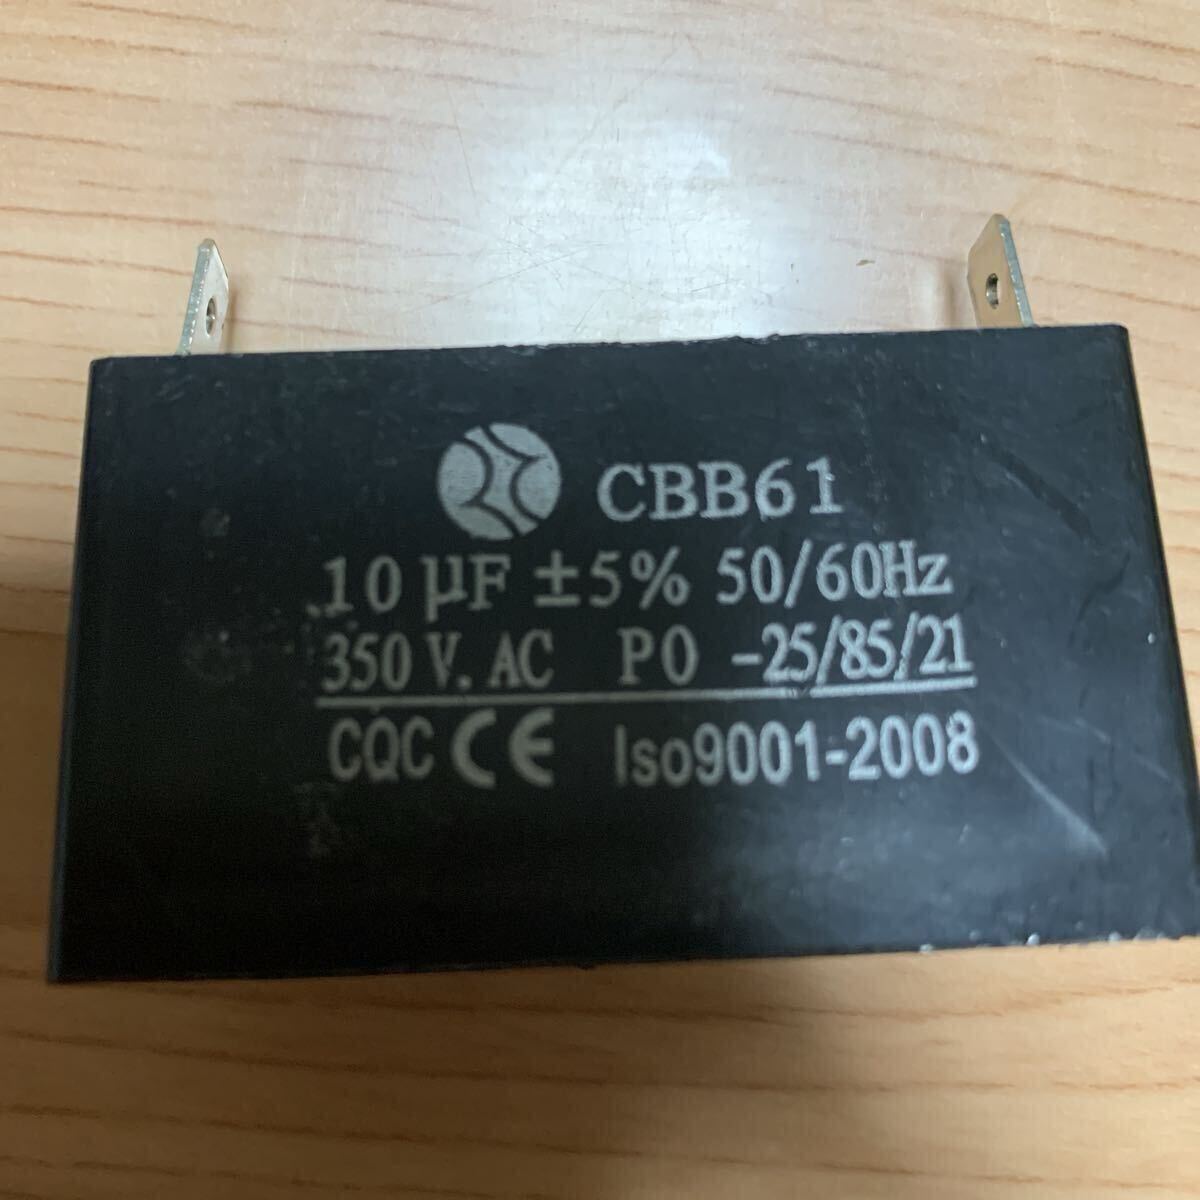 CBB61
10 µF ±5% 50/60Hz
350 V. AC P0 -25/85/21
CQC CE Iso9001-2008